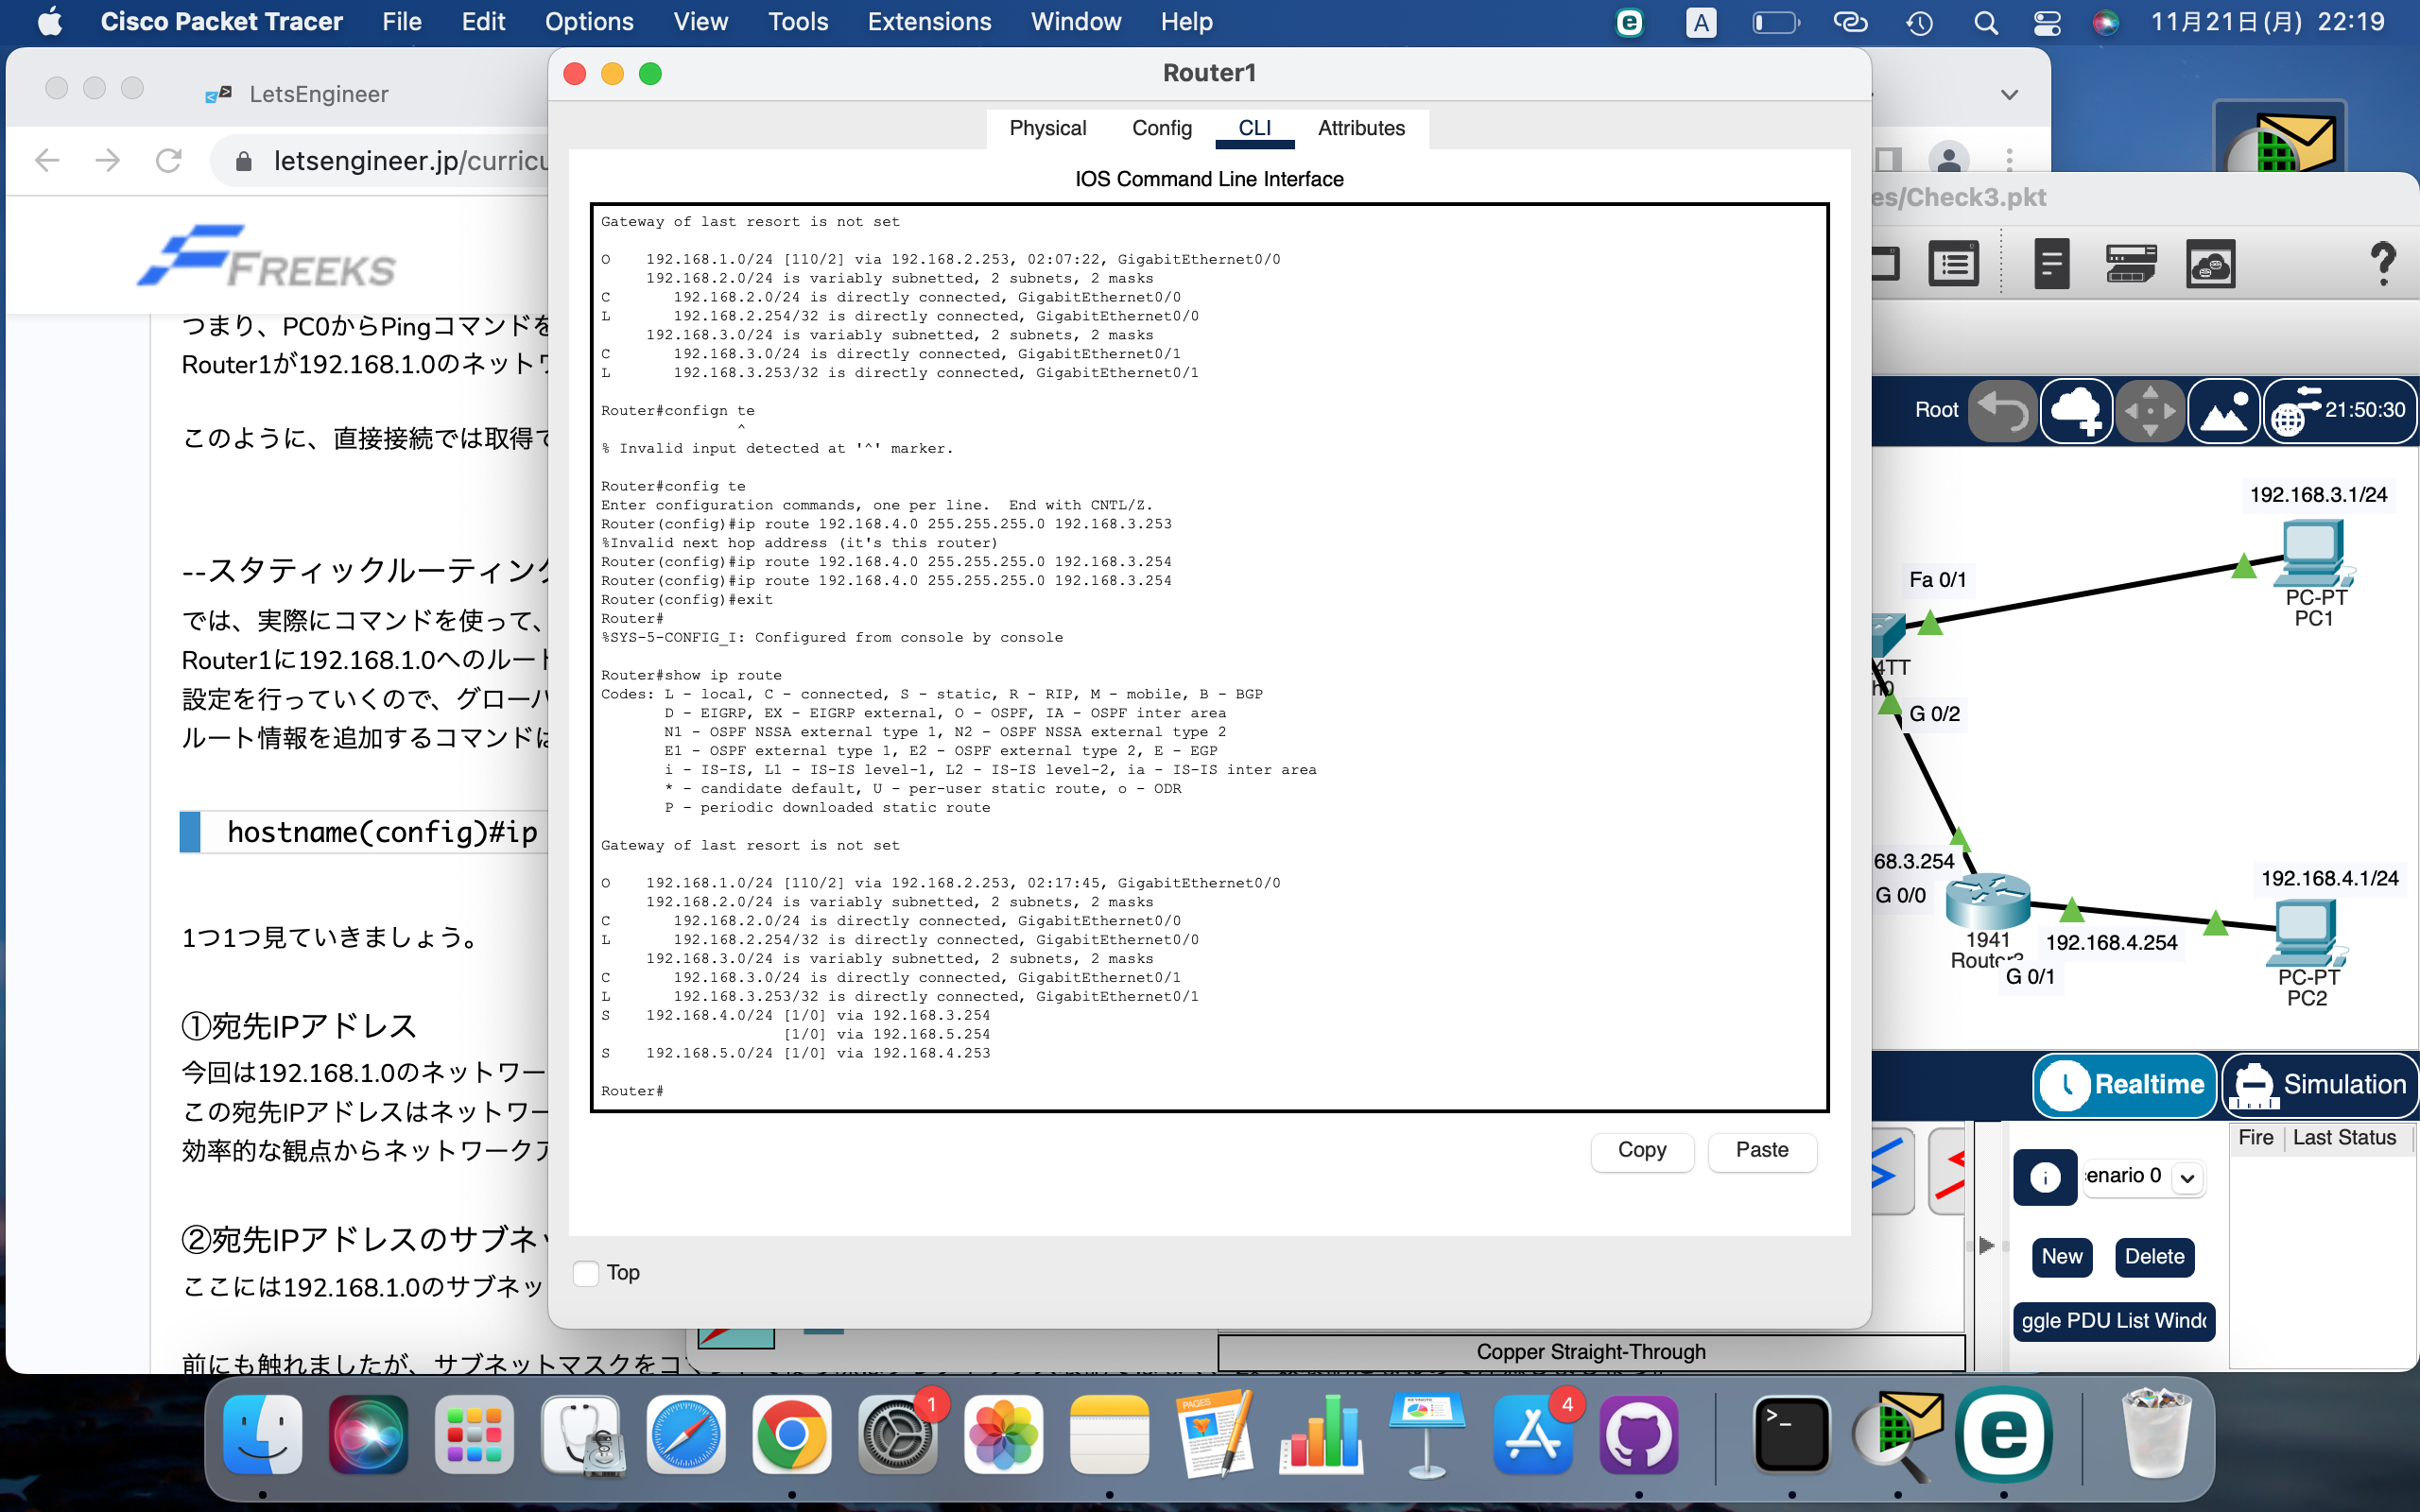 Cisco Packet Tracer File Edit Options View Tools Extensions Window Help A 11月21日(月) 22:19
LetsEngineer
letsengineer.jp/curricu
FREEKS
つまり、PC0からPingコマンドを
Router1が192.168.1.0のネットワ
このように、直接接続では取得で
--スタティックルーティング
では、実際にコマンドを使って、
Router1に192.168.1.0へのルート
設定を行っていくので、グローバ
ルート情報を追加するコマンドは
hostname(config)#ip
1つ1つ見ていきましょう。
①宛先IPアドレス
今回は192.168.1.0のネットワー
この宛先IPアドレスはネットワー
効率的な観点からネットワークア
②宛先IPアドレスのサブネッ
ここには192.168.1.0のサブネッ
前にも触れましたが、サブネットマスクをコ
Router1
Physical Config CLI Attributes
IOS Command Line Interface
Gateway of last resort is not set
O 192.168.1.0/24 [110/2] via 192.168.2.253, 02:07:22, GigabitEthernet0/0
192.168.2.0/24 is variably subnetted, 2 subnets, 2 masks
C 192.168.2.0/24 is directly connected, GigabitEthernet0/0
L 192.168.2.254/32 is directly connected, GigabitEthernet0/0
192.168.3.0/24 is variably subnetted, 2 subnets, 2 masks
C 192.168.3.0/24 is directly connected, GigabitEthernet0/1
L 192.168.3.253/32 is directly connected, GigabitEthernet0/1
Router#confign te
^
% Invalid input detected at '^' marker.
Router#config te
Enter configuration commands, one per line. End with CNTL/Z.
Router(config)#ip route 192.168.4.0 255.255.255.0 192.168.3.253
%Invalid next hop address (it's this router)
Router(config)#ip route 192.168.4.0 255.255.255.0 192.168.3.254
Router(config)#ip route 192.168.4.0 255.255.255.0 192.168.3.254
Router(config)#exit
Router#
%SYS-5-CONFIG_I: Configured from console by console
Router#show ip route
Codes: L - local, C - connected, S - static, R - RIP, M - mobile, B - BGP
D - EIGRP, EX - EIGRP external, O - OSPF, IA - OSPF inter area
N1 - OSPF NSSA external type 1, N2 - OSPF NSSA external type 2
E1 - OSPF external type 1, E2 - OSPF external type 2, E - EGP
i - IS-IS, L1 - IS-IS level-1, L2 - IS-IS level-2, ia - IS-IS inter area
* - candidate default, U - per-user static route, o - ODR
P - periodic downloaded static route
Gateway of last resort is not set
O 192.168.1.0/24 [110/2] via 192.168.2.253, 02:17:45, GigabitEthernet0/0
192.168.2.0/24 is variably subnetted, 2 subnets, 2 masks
C 192.168.2.0/24 is directly connected, GigabitEthernet0/0
L 192.168.2.254/32 is directly connected, GigabitEthernet0/0
192.168.3.0/24 is variably subnetted, 2 subnets, 2 masks
C 192.168.3.0/24 is directly connected, GigabitEthernet0/1
L 192.168.3.253/32 is directly connected, GigabitEthernet0/1
S 192.168.4.0/24 [1/0] via 192.168.3.254
[1/0] via 192.168.5.254
S 192.168.5.0/24 [1/0] via 192.168.4.253
Router#
Copy Paste
Top
es/Check3.pkt
Root 21:50:30
192.168.3.1/24
Fa 0/1
PC-PT
PC1
4TT
h0
G 0/2
68.3.254
G 0/0
192.168.4.1/24
1941
192.168.4.254
G 0/1
PC-PT
PC2
Realtime Simulation
Fire Last Status
enario 0
New Delete
ggle PDU List Wind
Copper Straight-Through
PAGES
1
4